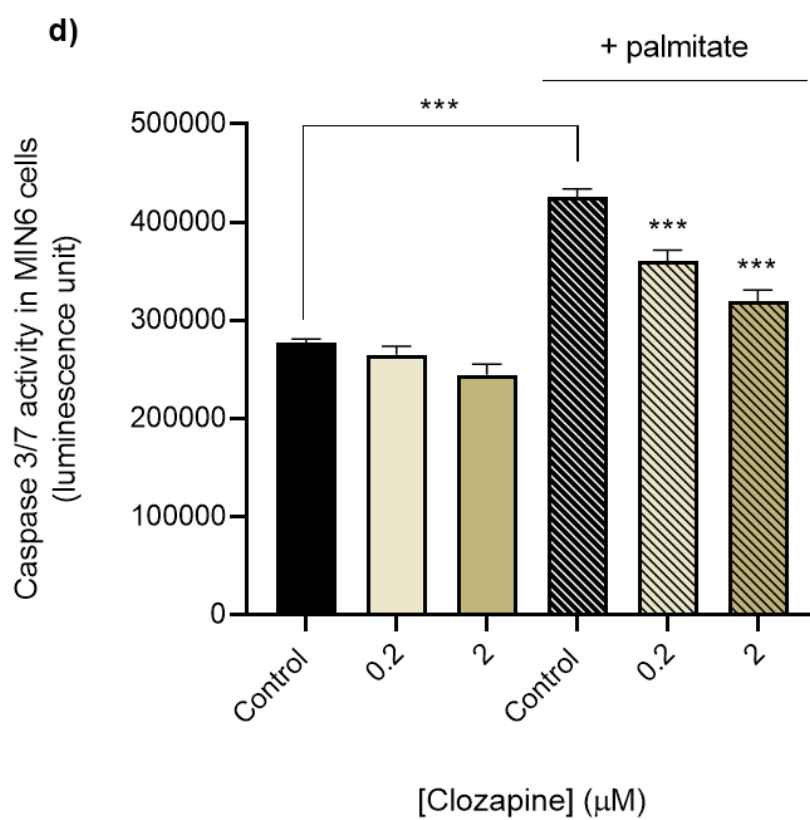 d)
+ palmitate
***
500000
400000
300000
200000
100000
0
***
***
Caspase 3/7 activity in MIN6 cells
(luminescence unit)
Control
0.2
2
Control
0.2
2
[Clozapine] (μM)